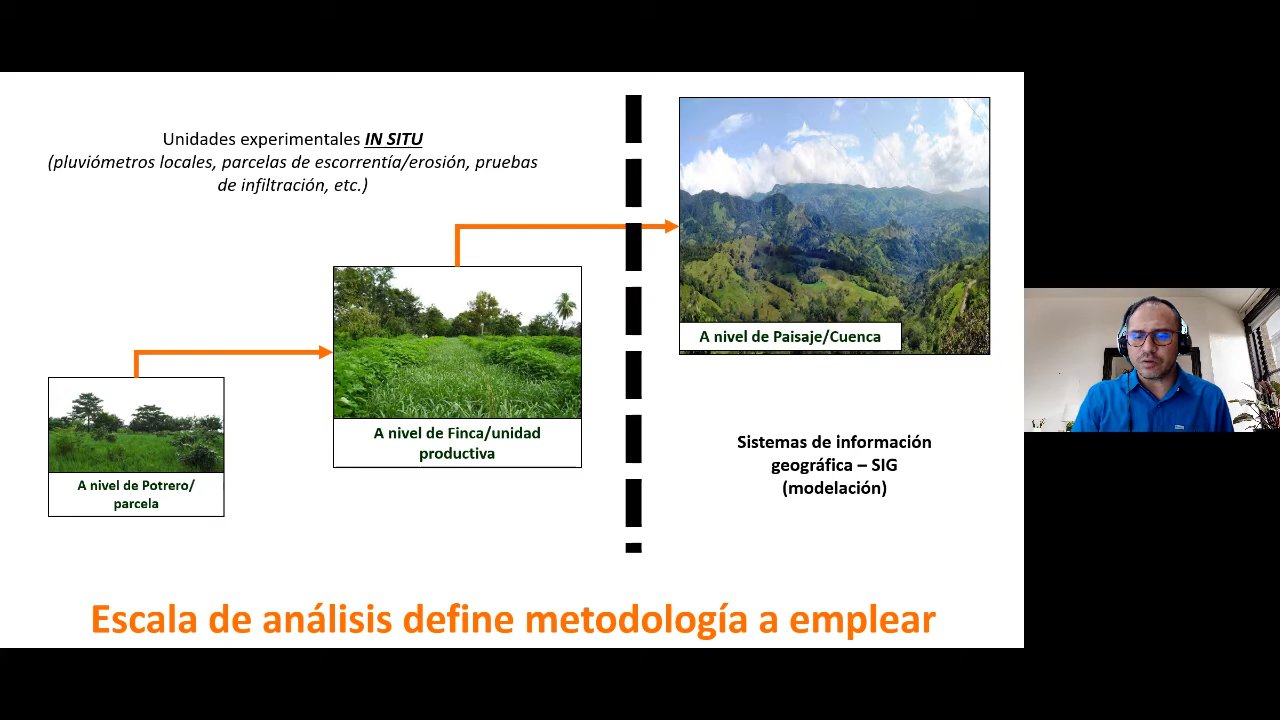 Unidades experimentales IN SITU
(pluviómetros locales, parcelas de escorrentía/erosión, pruebas
de infiltración, etc.)
A nivel de Paisaje/Cuenca
A nivel de Finca/unidad
productiva
Sistemas de información
geográfica – SIG
(modelación)
A nivel de Potrero/
parcela
Escala de análisis define metodología a emplear